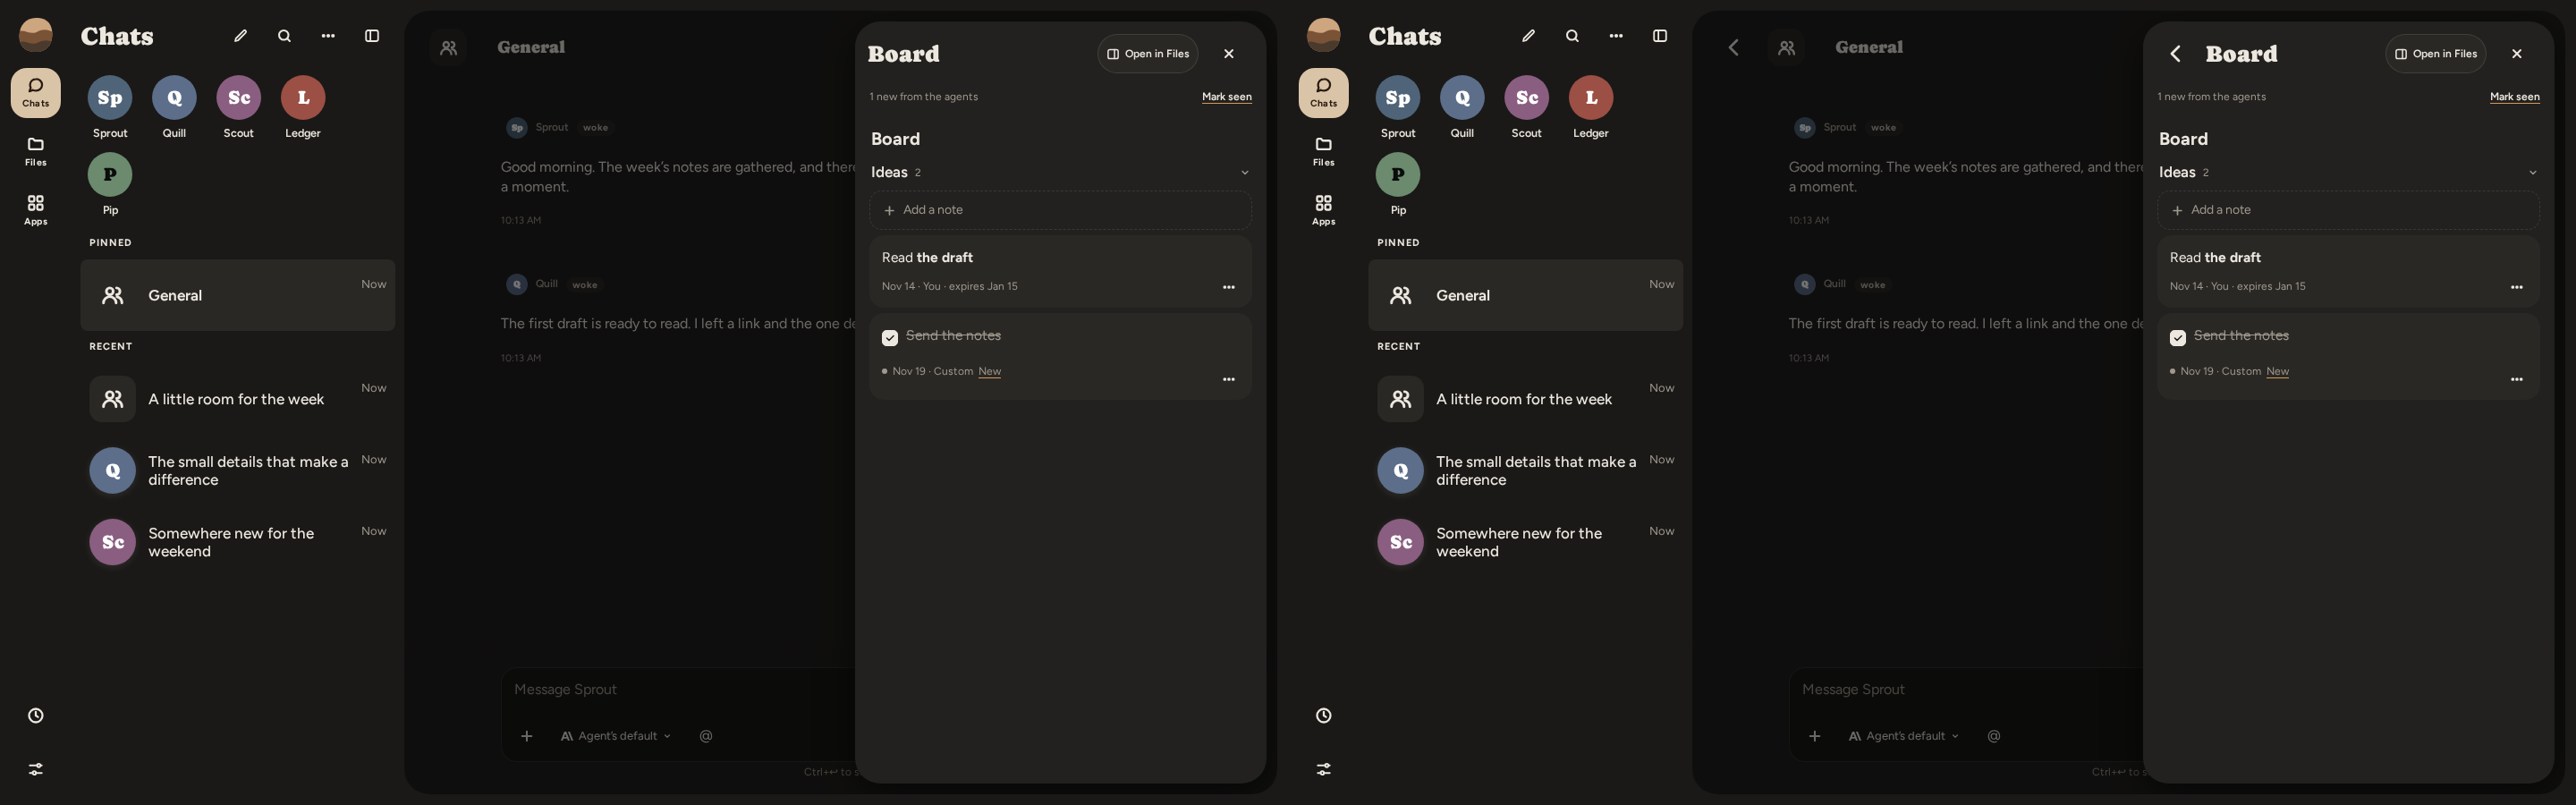 Chats
Chats
Files
Apps
Sp
Sprout
Q
Quill
Sc
Scout
L
Ledger
P
Pip
PINNED
General
Now
RECENT
A little room for the week
Now
Q
The small details that make a
difference
Now
Sc
Somewhere new for the
weekend
Now
General
Sp Sprout woke
Good morning. The week's notes are gathered, and there
a moment.
10:13 AM
Q Quill woke
The first draft is ready to read. I left a link and the one de
10:13 AM
Message Sprout
Agent's default
@
Ctrl+↩ to s
Board
Open in Files
1 new from the agents
Mark seen
Board
Ideas 2
Add a note
Read the draft
Nov 14 · You · expires Jan 15
Send the notes
Nov 19 · Custom New
Chats
Chats
Files
Apps
Sp
Sprout
Q
Quill
Sc
Scout
L
Ledger
P
Pip
PINNED
General
Now
RECENT
A little room for the week
Now
Q
The small details that make a
difference
Now
Sc
Somewhere new for the
weekend
Now
General
Sp Sprout woke
Good morning. The week's notes are gathered, and there
a moment.
10:13 AM
Q Quill woke
The first draft is ready to read. I left a link and the one de
10:13 AM
Message Sprout
Agent's default
@
Ctrl+↩ to s
Board
Open in Files
1 new from the agents
Mark seen
Board
Ideas 2
Add a note
Read the draft
Nov 14 · You · expires Jan 15
Send the notes
Nov 19 · Custom New